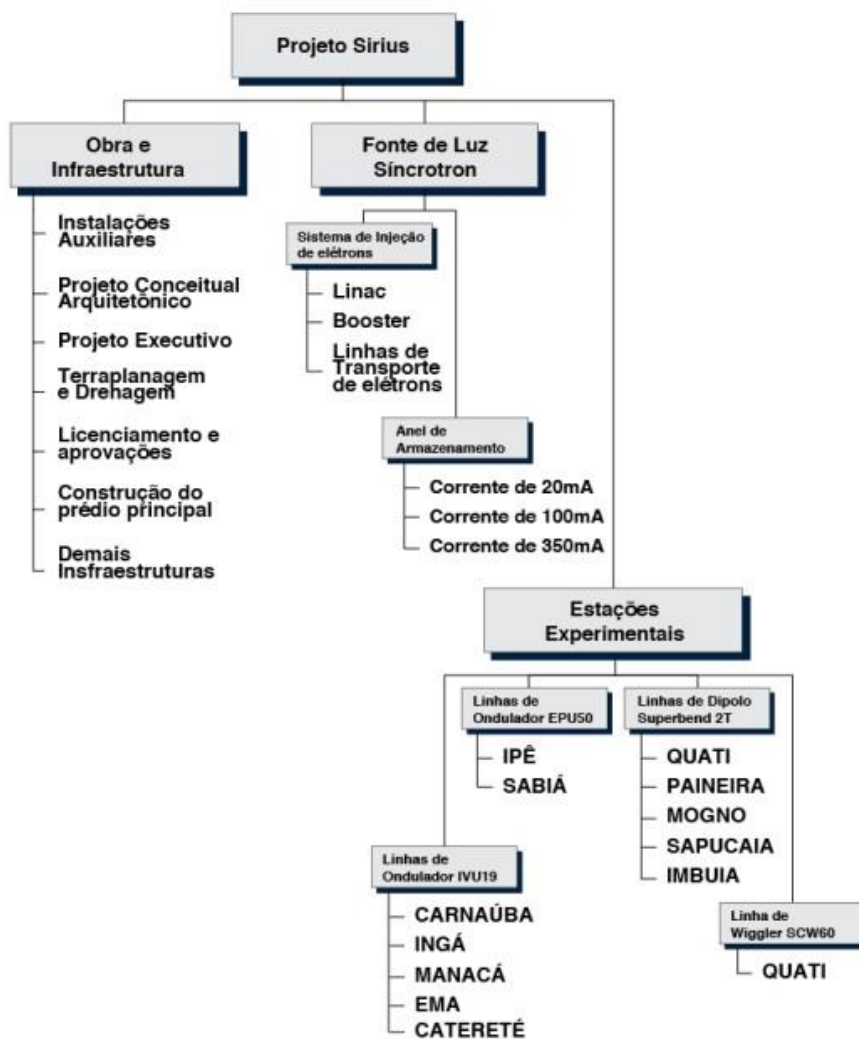 Projeto Sirius
Obra e
Infraestrutura
Instalações
Auxiliares
Projeto Conceitual
Arquitetônico
Projeto Executivo
Terraplanagem
e Drenagem
Licenciamento e
aprovações
Construção do
prédio principal
Demais
Insfraestruturas
Fonte de Luz
Síncrotron
Sistema de Injeção
de elétrons
Linac
Booster
Linhas de
Transporte
de elétrons
Anel de
Armazenamento
Corrente de 20mA
Corrente de 100mA
Corrente de 350mA
Estações
Experimentais
Linhas de
Ondulador EPU50
IPÊ
SABIÁ
Linhas de Dipolo
Superbend 2T
QUATI
PAINEIRA
MOGNO
SAPUCAIA
IMBUIA
Linhas de
Ondulador IVU19
CARNAÚBA
INGÁ
MANACÁ
EMA
CATERETÉ
Linha de
Wiggler SCW60
QUATI